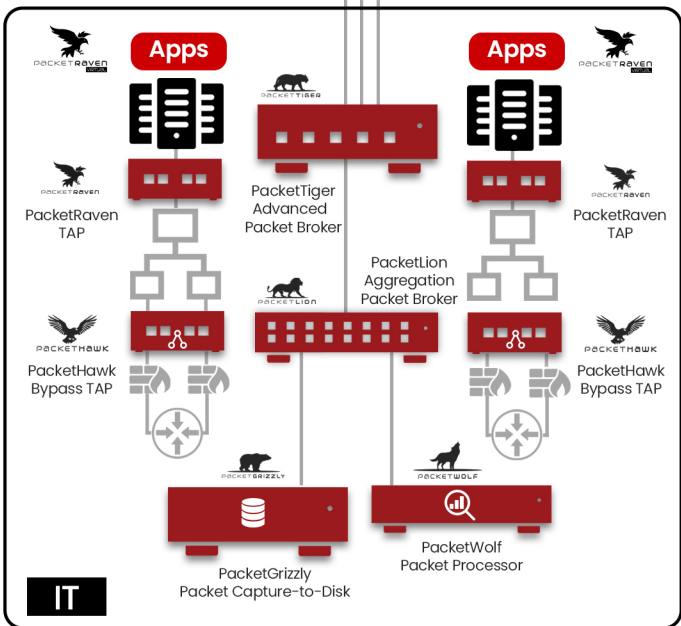 PACKETRAVEN
VIRTUAL
Apps
PACKETTIGER
Apps
PACKETRAVEN
VIRTUAL
PACKETRAVEN
PacketRaven
TAP
PacketTiger
Advanced
Packet Broker
PACKETRAVEN
PacketRaven
TAP
PacketLion
Aggregation
Packet Broker
PACKETLION
PACKETHAWK
PacketHawk
Bypass TAP
PACKETHAWK
PacketHawk
Bypass TAP
PACKETGRIZZLY
PACKETWOLF
PacketWolf
Packet Processor
PacketGrizzly
Packet Capture-to-Disk
IT